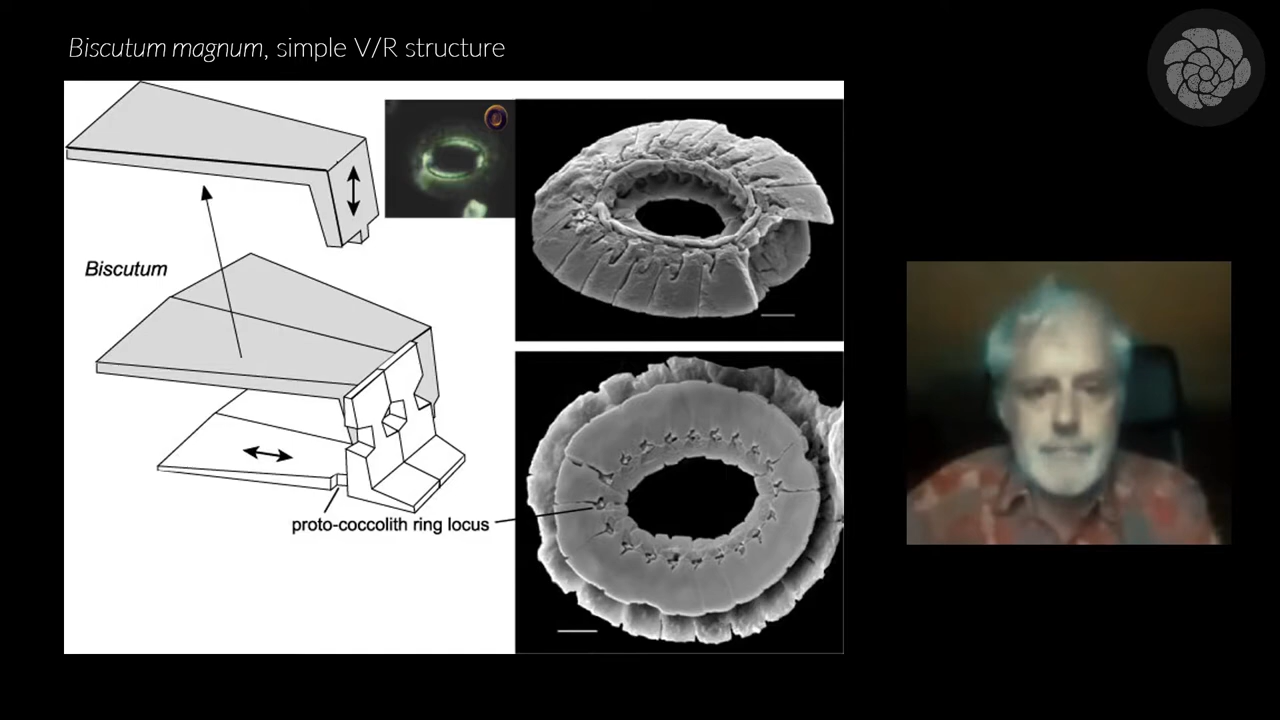 Biscutum magnum, simple V/R structure
Biscutum
proto-coccolith ring locus